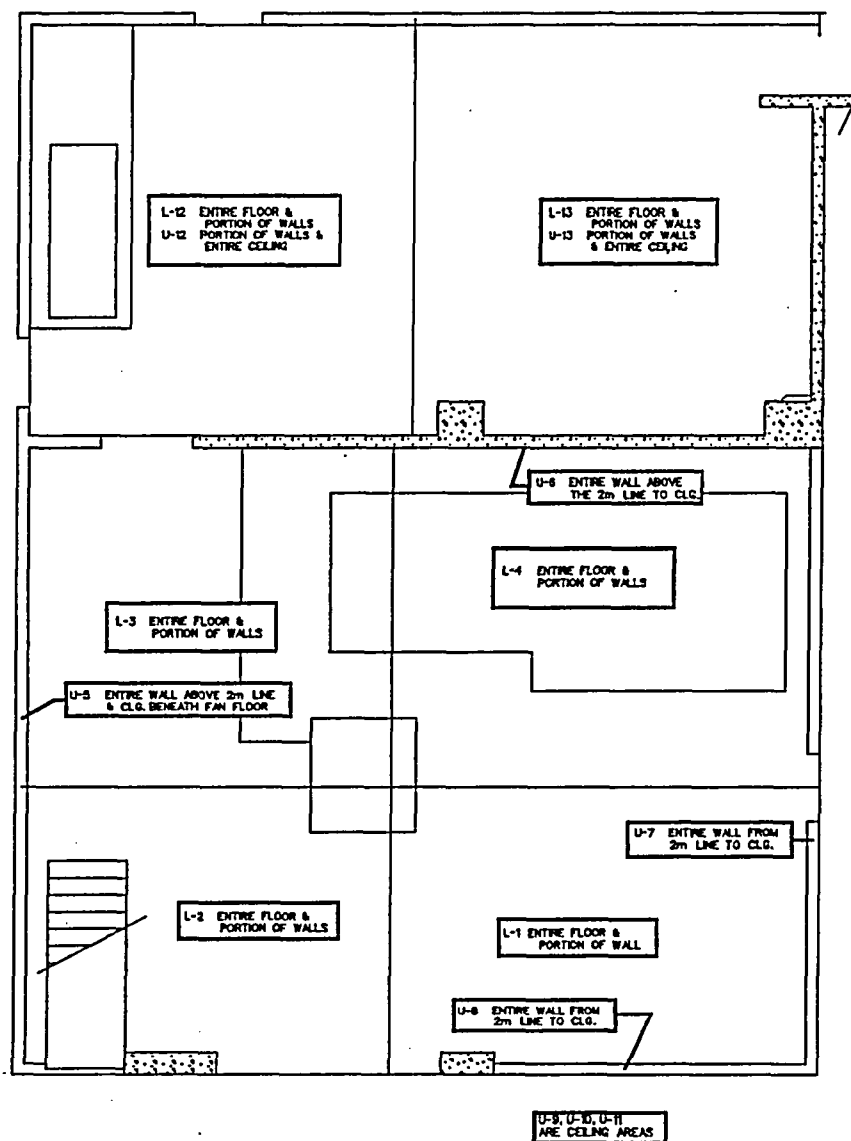 L-12 ENTIRE FLOOR &
PORTION OF WALLS
U-12 PORTION OF WALLS &
ENTIRE CEILING
L-13 ENTIRE FLOOR &
PORTION OF WALLS
U-13 PORTION OF WALLS
& ENTIRE CEILING
U-6 ENTIRE WALL ABOVE
THE 2m LINE TO CLG.
L-4 ENTIRE FLOOR &
PORTION OF WALLS
L-3 ENTIRE FLOOR &
PORTION OF WALLS
U-5 ENTIRE WALL ABOVE 2m LINE
& CLG. BENEATH FAN FLOOR
U-7 ENTIRE WALL FROM
2m LINE TO CLG.
L-2 ENTIRE FLOOR &
PORTION OF WALLS
L-1 ENTIRE FLOOR &
PORTION OF WALL
U-8 ENTIRE WALL FROM
2m LINE TO CLG.
U-9, U-10, U-11
ARE CEILING AREAS